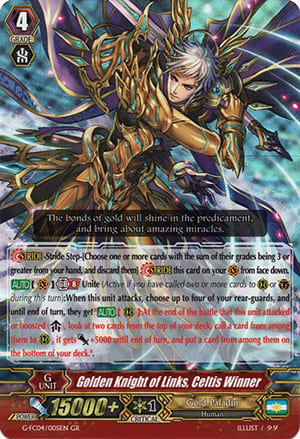 4
GRADE
The bonds of gold will shine in the predicament,
and bring about amazing miracles.
STRIDE-Stride Step-[Choose one or more cards with the sum of their grades being 3 or
greater from your hand, and discard them] STRIDE this card on your from face down.
AUTO Unite (Active if you have called two or more cards to or
during this turn):When this unit attacks, choose up to four of your rear-guards, and
until end of turn, they get "AUTO :At the end of the battle that this unit attacked
or boosted , look at two cards from the top of your deck, call a card from among
them to , it gets +5000 until end of turn, and put a card from among them on
the bottom of your deck.".
G
UNIT
Golden Knight of Links, Celtis Winner
POWER
15000+
1
CRITICAL
Gold Paladin
Human
G-FC04/005EN GR
ILLUST /